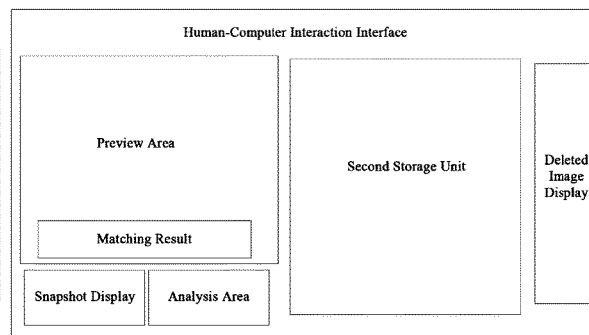 Human-Computer Interaction Interface
Preview Area
Matching Result
Snapshot Display
Analysis Area
Second Storage Unit
Deleted
Image
Display